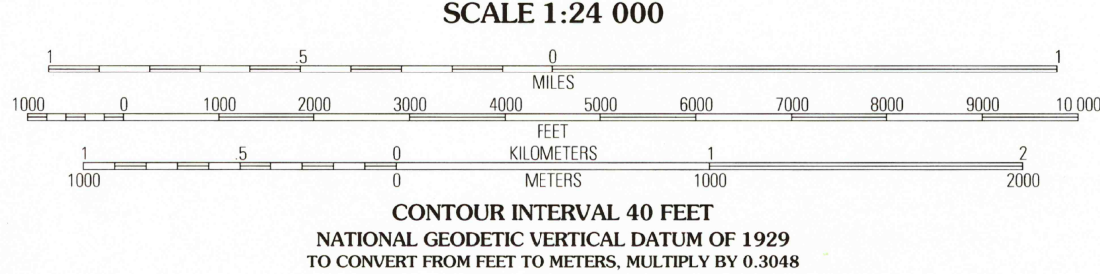 SCALE 1:24 000
1 .5 0 1
MILES
1000 0 1000 2000 3000 4000 5000 6000 7000 8000 9000 10 000
FEET
1 .5 0 KILOMETERS 1 2
1000 0 METERS 1000 2000
CONTOUR INTERVAL 40 FEET
NATIONAL GEODETIC VERTICAL DATUM OF 1929
TO CONVERT FROM FEET TO METERS, MULTIPLY BY 0.3048